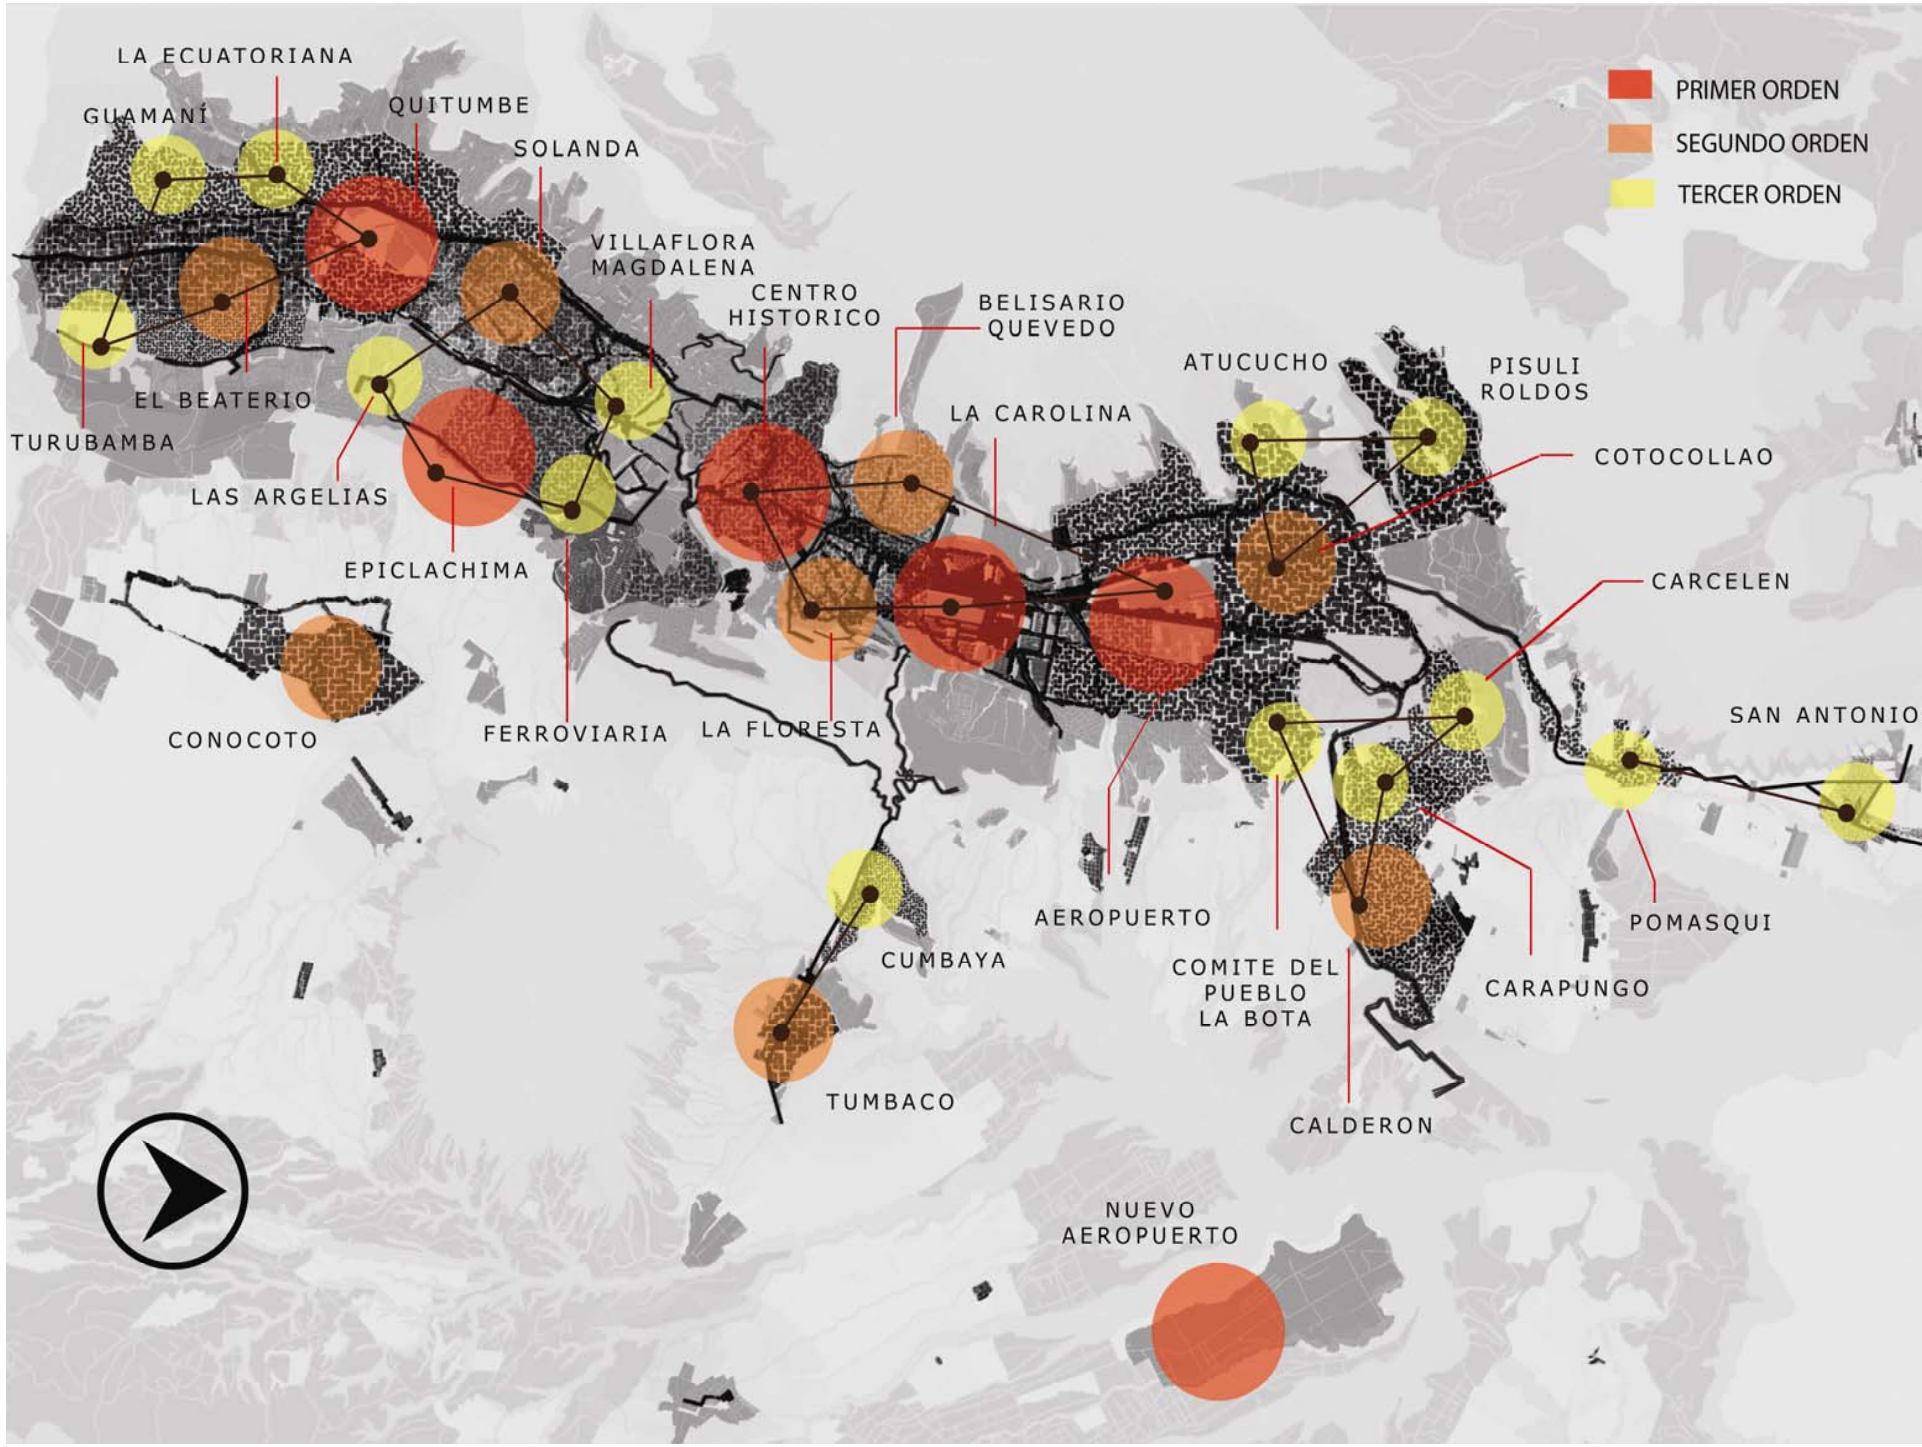 LA ECUATORIANA
GUAMANÍ
QUITUMBE
SOLANDA
VILLAFLORA
MAGDALENA
CENTRO
HISTORICO
BELISARIO
QUEVEDO
PRIMER ORDEN
SEGUNDO ORDEN
TERCER ORDEN
ATUCUCHO
PISULI
ROLDOS
LA CAROLINA
COTOCOLLAO
EL BEATERIO
TURUBAMBA
LAS ARGELIAS
EPICLACHIMA
CARCELEN
CONOCOTO
FERROVIARIA
LA FLORESTA
SAN ANTONIO
AEROPUERTO
POMASQUI
CUMBAYA
COMITE DEL
PUEBLO
LA BOTA
CARAPUNGO
TUMBACO
CALDERON
NUEVO
AEROPUERTO